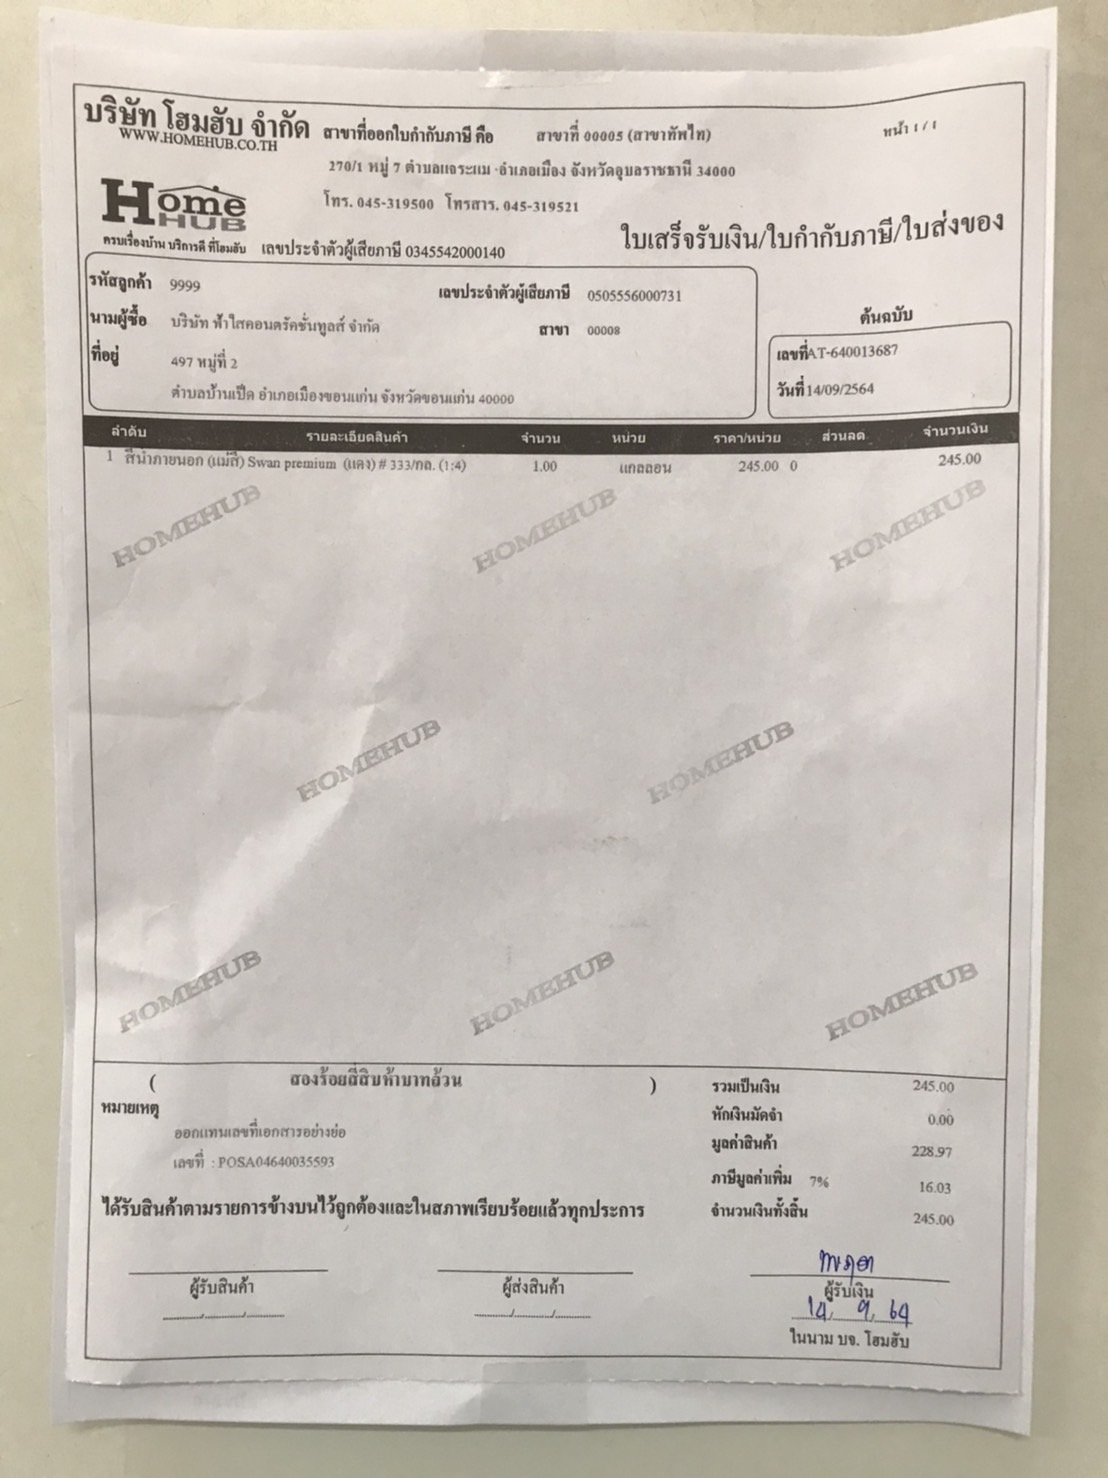 บริษัท โฮมฮับ จำกัด สาขาที่ออกใบกำกับภาษี คือ สาขาที่ 00005 (สาขาทัพไท) หน้า 1 / 1
WWW.HOMEHUB.CO.TH
270/1 หมู่ 7 ตำบลแจระแม อำเภอเมือง จังหวัดอุบลราชธานี 34000
Home HUB
โทร. 045-319500 โทรสาร. 045-319521
ใบเสร็จรับเงิน/ใบกำกับภาษี/ใบส่งของ
ครบเรื่องบ้าน บริการดี ที่โฮมฮับ เลขประจำตัวผู้เสียภาษี 0345542000140
รหัสลูกค้า 9999 เลขประจำตัวผู้เสียภาษี 0505556000731
นามผู้ซื้อ บริษัท ฟ้าใสคอนตรัคชั่นทูลส์ จำกัด สาขา 00008
ที่อยู่ 497 หมู่ที่ 2
ตำบลบ้านเป็ด อำเภอเมืองขอนแก่น จังหวัดขอนแก่น 40000
ต้นฉบับ
เลขที่AT-640013687
วันที่14/09/2564
ลำดับ รายละเอียดสินค้า จำนวน หน่วย ราคา/หน่วย ส่วนลด จำนวนเงิน
1 สีน้ำภายนอก (แม่สี) Swan premium (แดง) # 333/กล. (1:4) 1.00 แกลลอน 245.00 0 245.00
HOMEHUB HOMEHUB HOMEHUB
HOMEHUB HOMEHUB
HOMEHUB HOMEHUB HOMEHUB
( สองร้อยสี่สิบห้าบาทถ้วน ) รวมเป็นเงิน 245.00
หมายเหตุ หักเงินมัดจำ 0.00
ออกแทนเลขที่เอกสารอย่างย่อ มูลค่าสินค้า 228.97
เลขที่ : POSA04640035593 ภาษีมูลค่าเพิ่ม 7% 16.03
ได้รับสินค้าตามรายการข้างบนไว้ถูกต้องและในสภาพเรียบร้อยแล้วทุกประการ จำนวนเงินทั้งสิ้น 245.00
ผู้รับสินค้า ผู้ส่งสินค้า ผู้รับเงิน
14, 9, 64
ในนาม บจ. โฮมฮับ